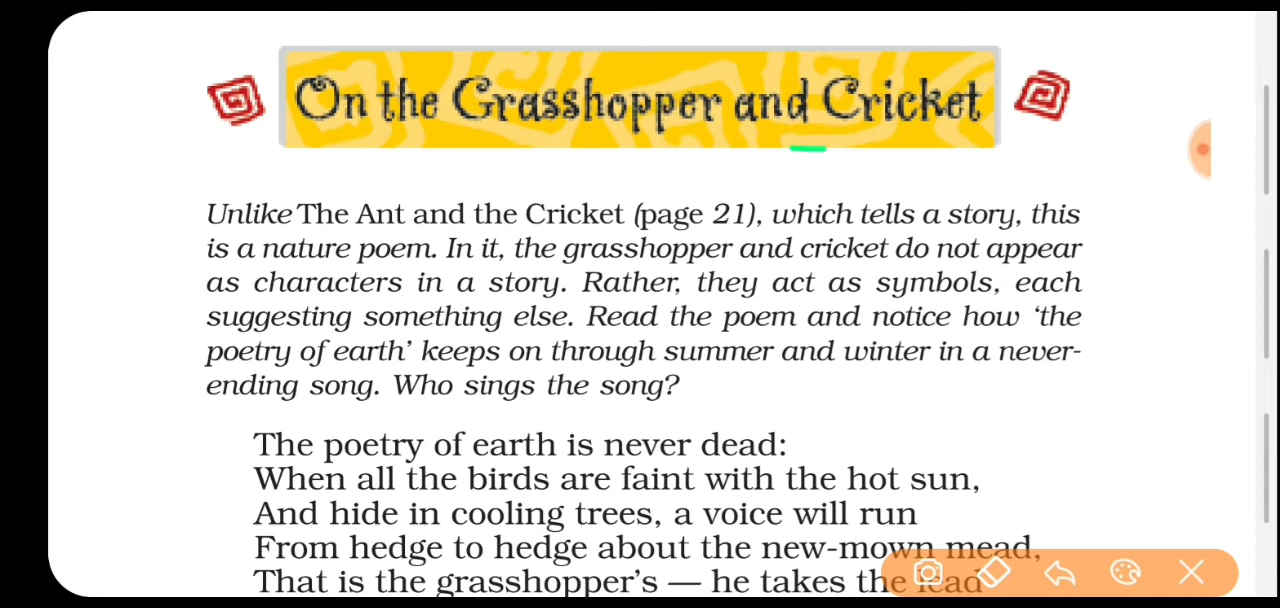 On the Grasshopper and Cricket
Unlike The Ant and the Cricket (page 21), which tells a story, this
is a nature poem. In it, the grasshopper and cricket do not appear
as characters in a story. Rather, they act as symbols, each
suggesting something else. Read the poem and notice how ‘the
poetry of earth’ keeps on through summer and winter in a never-
ending song. Who sings the song?
The poetry of earth is never dead:
When all the birds are faint with the hot sun,
And hide in cooling trees, a voice will run
From hedge to hedge about the new-mown mead,
That is the grasshopper’s — he takes the lead